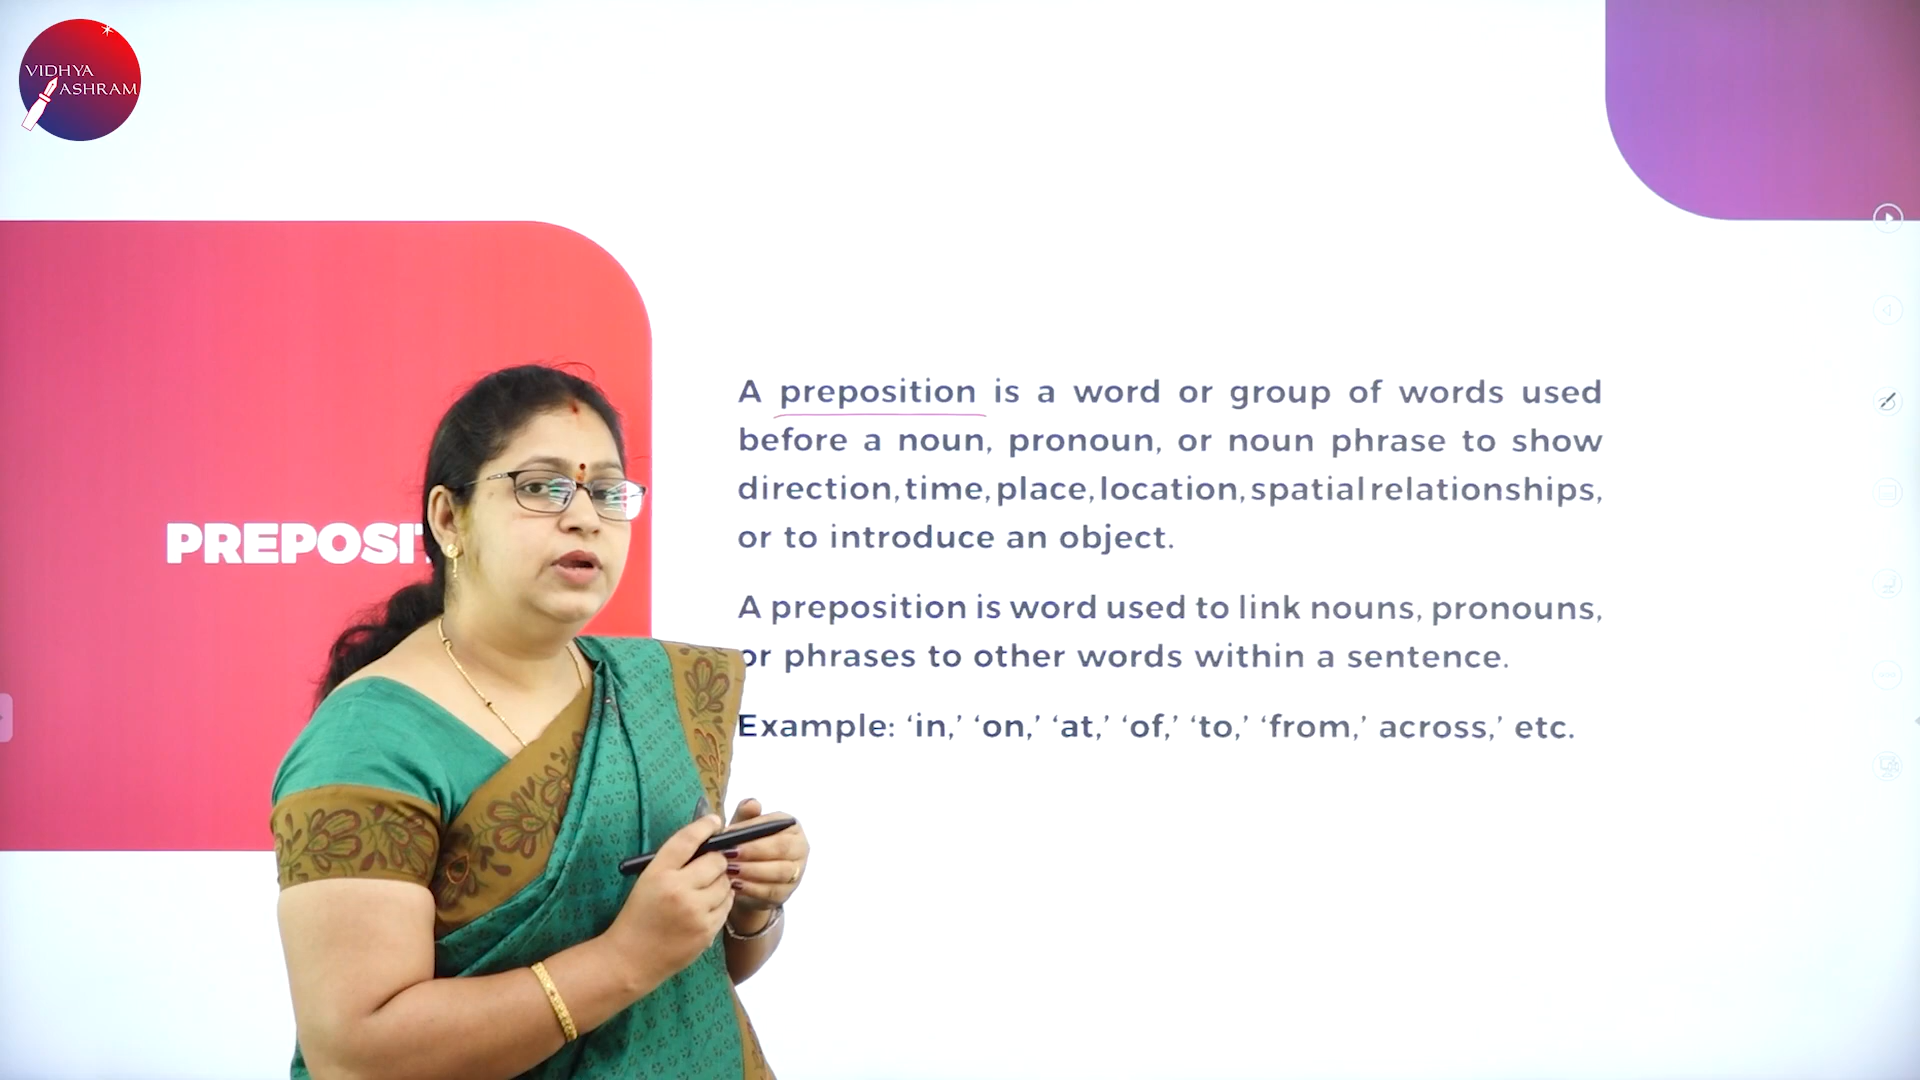 VIDHYA
ASHRAM
PREPOSIT
A preposition is a word or group of words used
before a noun, pronoun, or noun phrase to show
direction, time, place, location, spatial relationships,
or to introduce an object.
A preposition is word used to link nouns, pronouns,
or phrases to other words within a sentence.
Example: ‘in,’ ‘on,’ ‘at,’ ‘of,’ ‘to,’ ‘from,’ across,’ etc.